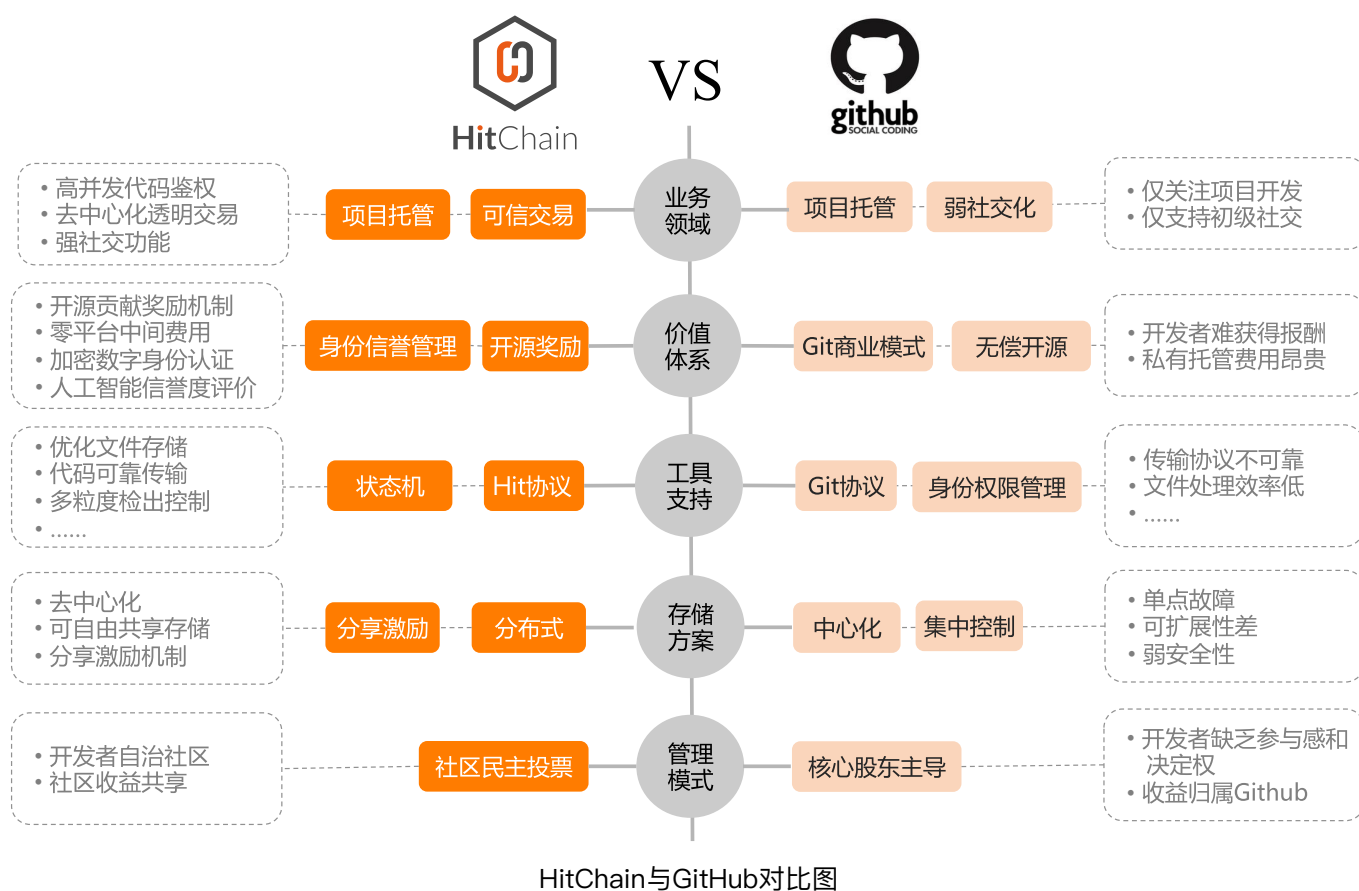 HitChain
VS
github
SOCIAL CODING
• 高并发代码鉴权
• 去中心化透明交易
• 强社交功能
项目托管
可信交易
业务
领域
项目托管
弱社交化
• 仅关注项目开发
• 仅支持初级社交
• 开源贡献奖励机制
• 零平台中间费用
• 加密数字身份认证
• 人工智能信誉度评价
身份信誉管理
开源奖励
价值
体系
Git商业模式
无偿开源
• 开发者难获得报酬
• 私有托管费用昂贵
• 优化文件存储
• 代码可靠传输
• 多粒度检出控制
• ......
状态机
Hit协议
工具
支持
Git协议
身份权限管理
• 传输协议不可靠
• 文件处理效率低
• ......
• 去中心化
• 可自由共享存储
• 分享激励机制
分享激励
分布式
存储
方案
中心化
集中控制
• 单点故障
• 可扩展性差
• 弱安全性
• 开发者自治社区
• 社区收益共享
社区民主投票
管理
模式
核心股东主导
• 开发者缺乏参与感和
决定权
• 收益归属Github
HitChain与GitHub对比图